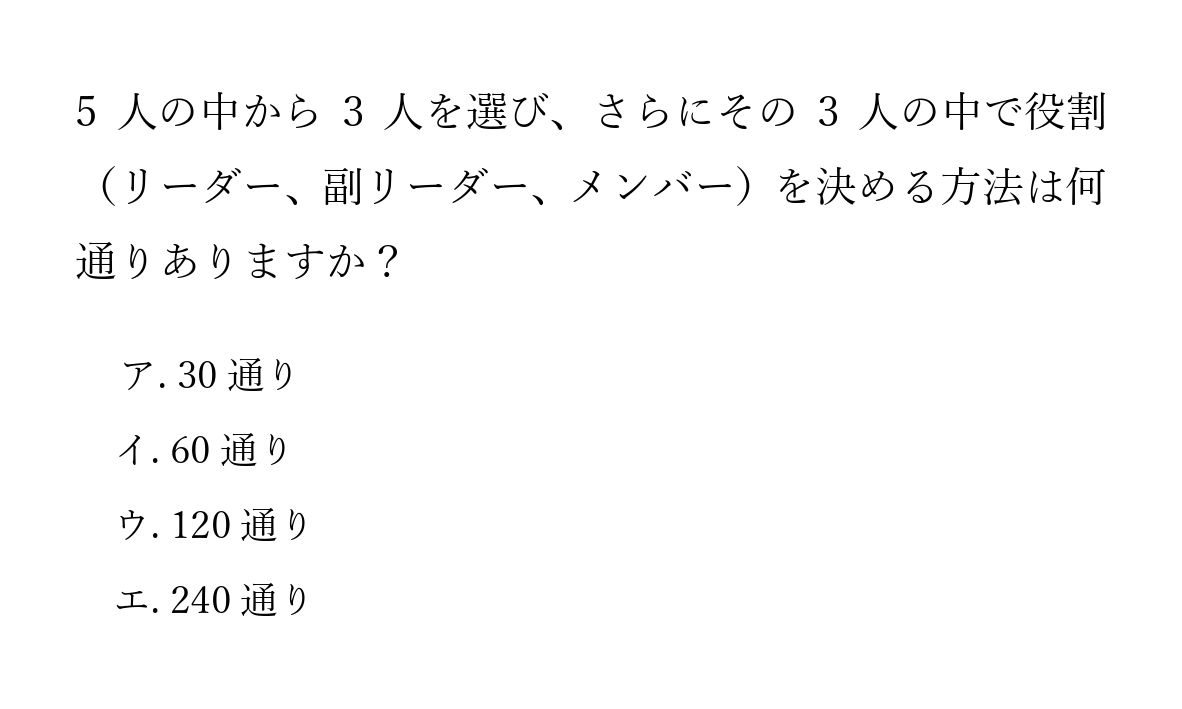 5 人の中から 3 人を選び、さらにその 3 人の中で役割
（リーダー、副リーダー、メンバー）を決める方法は何
通りありますか？
ア. 30 通り
イ. 60 通り
ウ. 120 通り
エ. 240 通り